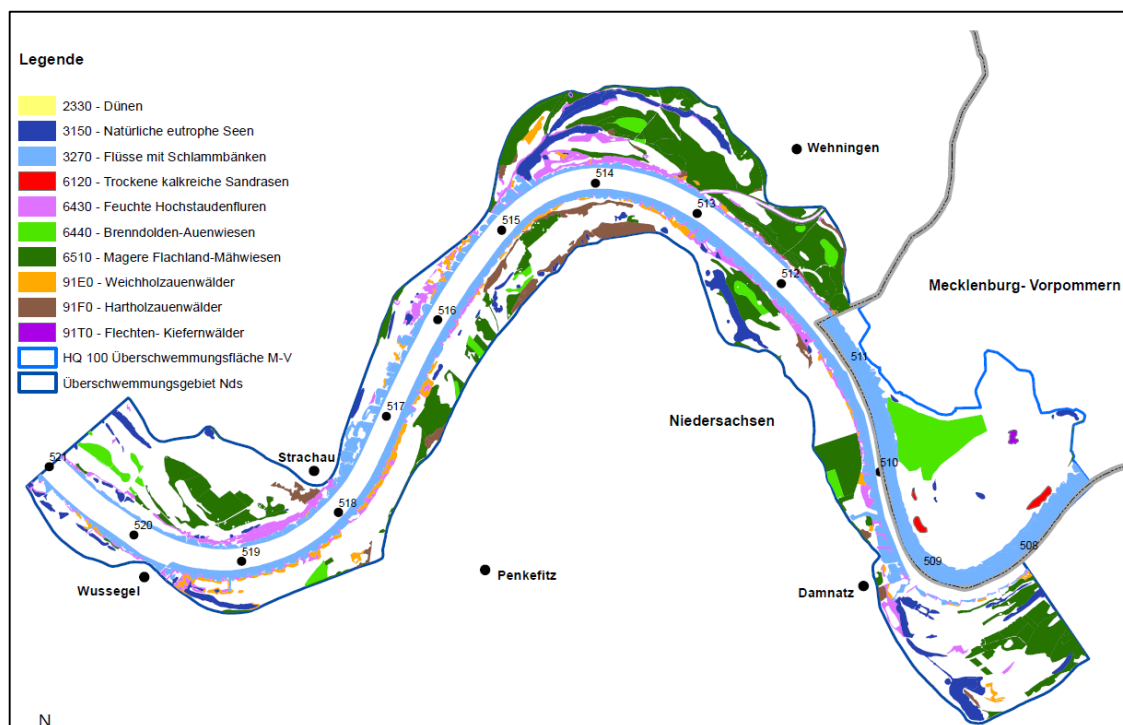 Legende
2330 - Dünen
3150 - Natürliche eutrophe Seen
3270 - Flüsse mit Schlammbänken
6120 - Trockene kalkreiche Sandrasen
6430 - Feuchte Hochstaudenfluren
6440 - Brenndolden-Auenwiesen
6510 - Magere Flachland-Mähwiesen
91E0 - Weichholzauenwälder
91F0 - Hartholzauenwälder
91T0 - Flechten- Kiefernwälder
HQ 100 Überschwemmungsfläche M-V
Überschwemmungsgebiet Nds
Wehningen
514
513
515
512
Mecklenburg- Vorpommern
516
511
517
Niedersachsen
Strachau
521
510
518
520
519
509
508
Wussegel
Penkefitz
Damnatz
N